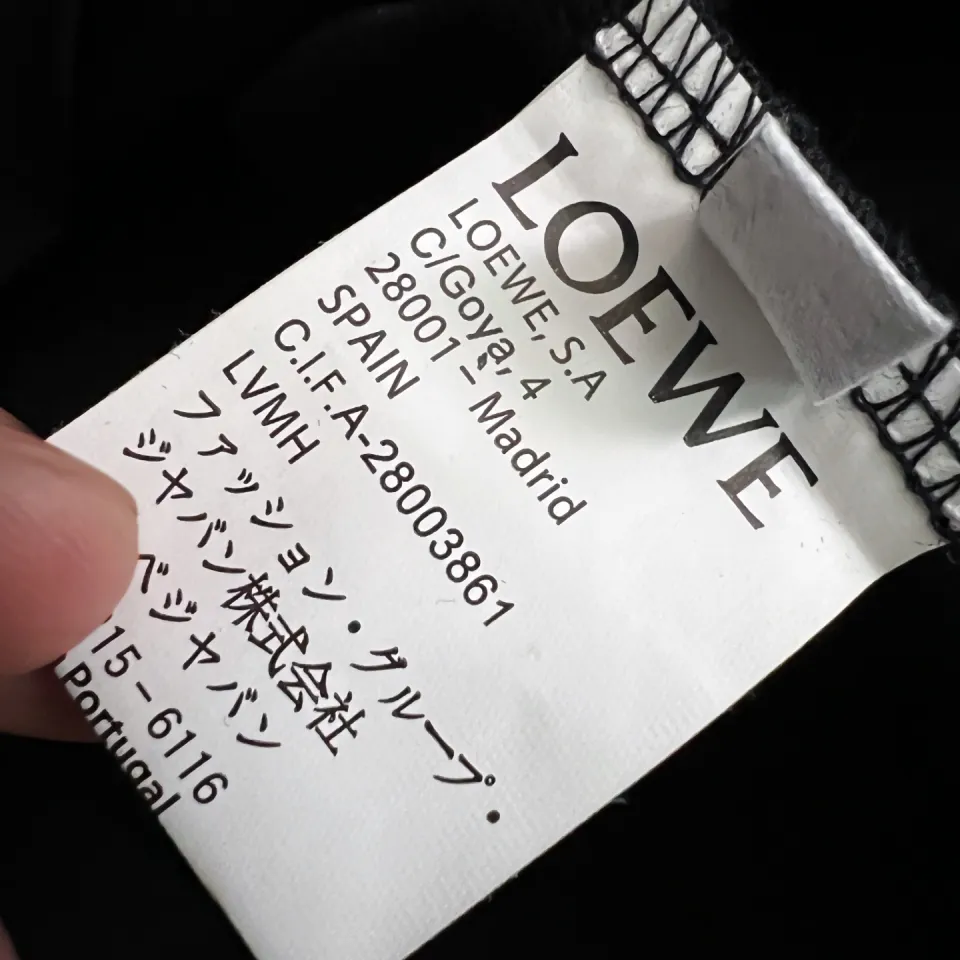 LOEWE
LOEWE, S.A
C/Goya, 4
28001 – Madrid
SPAIN
C.I.F.A-28003861
LVMH
ファッション・グループ・
ジャパン株式会社
ベジャパン
15-6116
Portugal